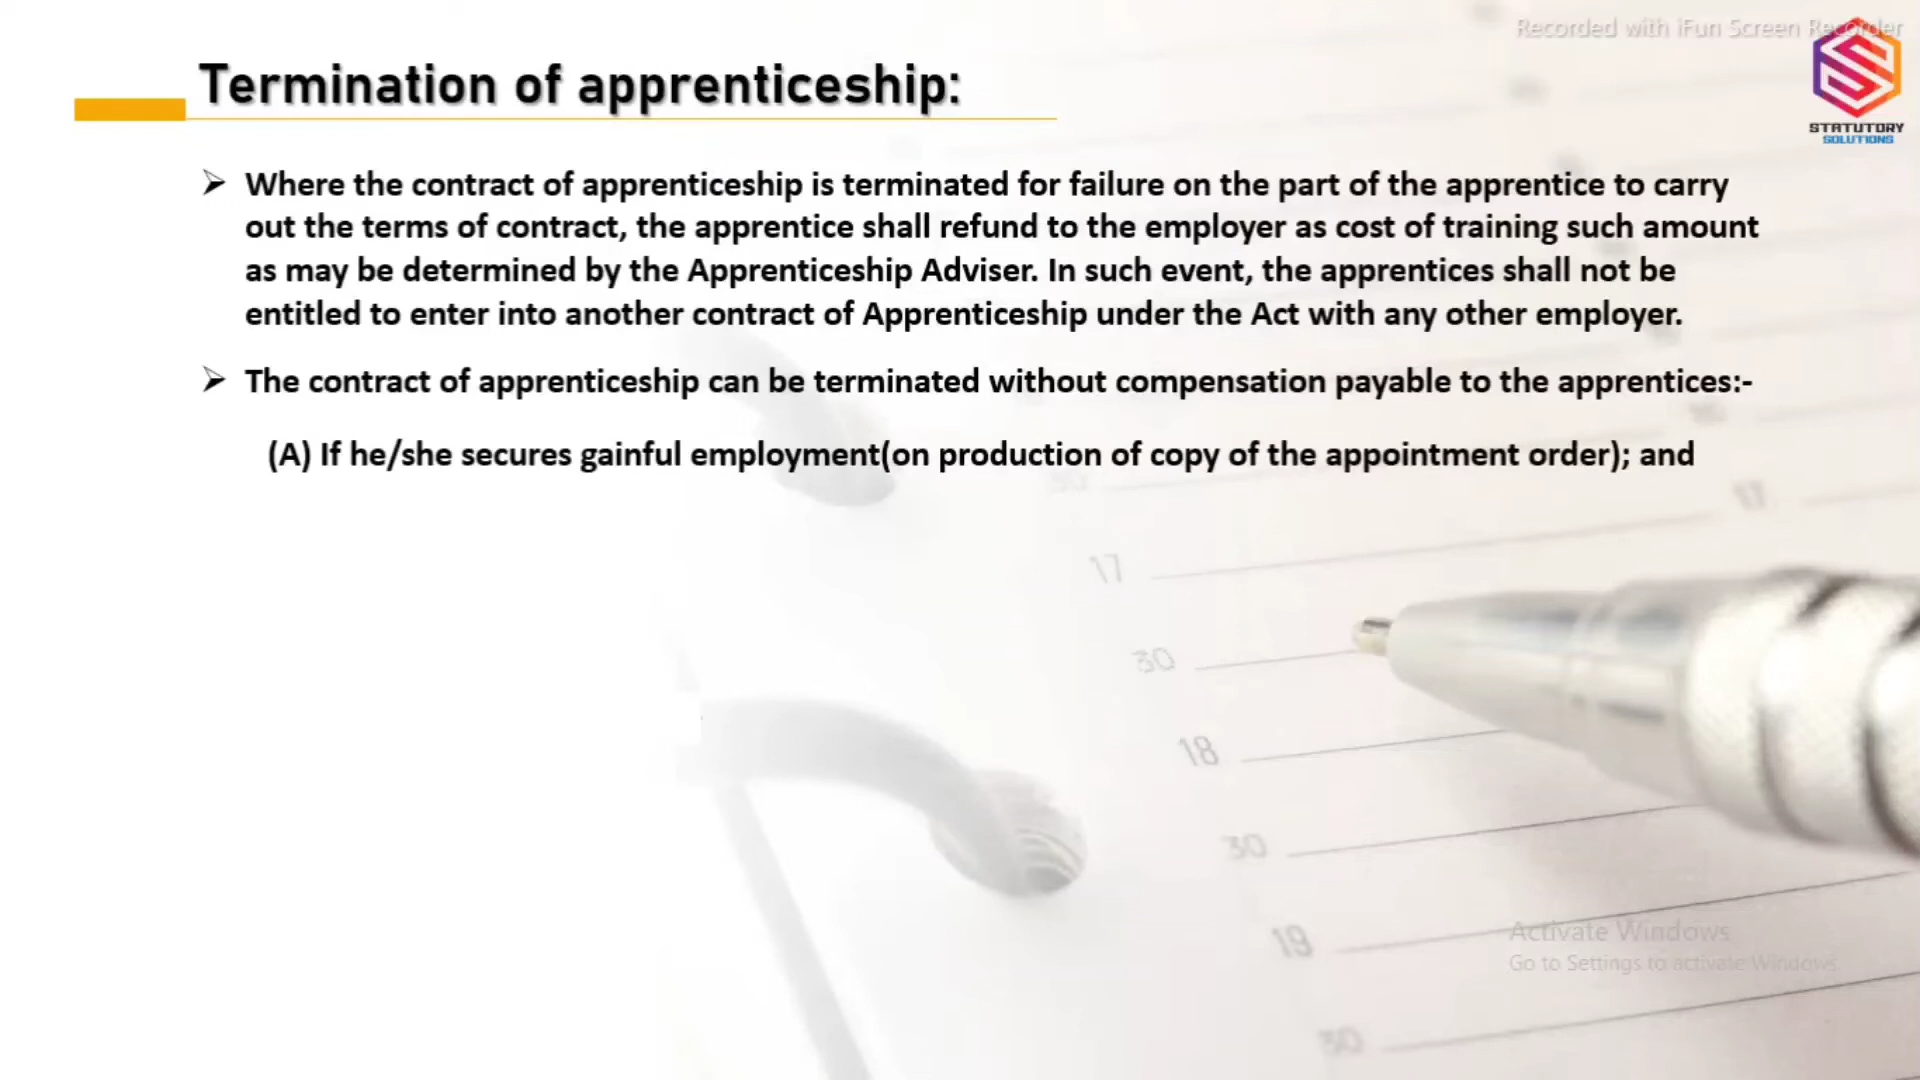 Recorded with iFun Screen Recorder
Termination of apprenticeship:
STATUTORY
SOLUTIONS
➢ Where the contract of apprenticeship is terminated for failure on the part of the apprentice to carry
out the terms of contract, the apprentice shall refund to the employer as cost of training such amount
as may be determined by the Apprenticeship Adviser. In such event, the apprentices shall not be
entitled to enter into another contract of Apprenticeship under the Act with any other employer.
➢ The contract of apprenticeship can be terminated without compensation payable to the apprentices:-
(A) If he/she secures gainful employment(on production of copy of the appointment order); and
17
17
30
18
30
19
Activate Windows
Go to Settings to activate Windows.
30